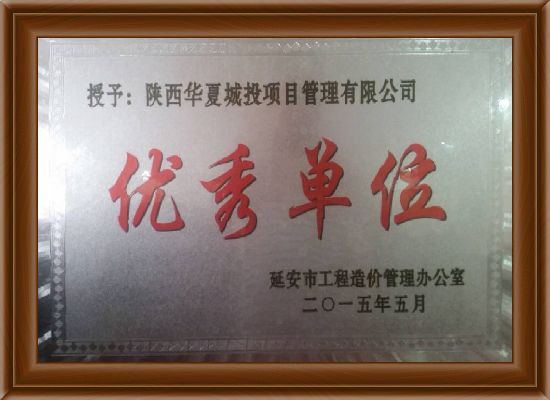 授予：陕西华夏城投项目管理有限公司
优秀单位
延安市工程造价管理办公室
二〇一五年五月